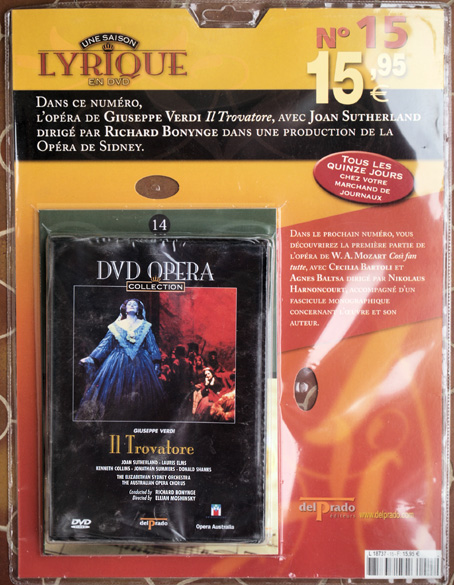 UNE SAISON
LYRIQUE
EN DVD
N° 15
15,95
€
DANS CE NUMÉRO,
L'OPÉRA DE GIUSEPPE VERDI Il Trovatore, AVEC JOAN SUTHERLAND
DIRIGÉ PAR RICHARD BONYNGE DANS UNE PRODUCTION DE LA
OPÉRA DE SIDNEY.
TOUS LES
QUINZE JOURS
CHEZ VOTRE
MARCHAND DE
JOURNAUX
DANS LE PROCHAIN NUMÉRO, VOUS
DÉCOUVRIREZ LA PREMIÈRE PARTIE DE
L'OPÉRA DE W. A. MOZART Così fan
tutte, AVEC CECILIA BARTOLI ET
AGNES BALTSA DIRIGÉ PAR NIKOLAUS
HARNONCOURT, ACCOMPAGNÉ D'UN
FASCICULE MONOGRAPHIQUE
CONCERNANT L'ŒUVRE ET SON
AUTEUR.
14
DVD OPERA
COLLECTION
GIUSEPPE VERDI
Il Trovatore
JOAN SUTHERLAND · LAURIS ELMS
KENNETH COLLINS · JONATHAN SUMMERS · DONALD SHANKS
THE ELIZABETHAN SYDNEY ORCHESTRA
THE AUSTRALIAN OPERA CHORUS
Conducted by RICHARD BONYNGE
Directed by ELIJAH MOSHINSKY
DVD
del Prado
Opera Australia
del Prado
www.delprado.com